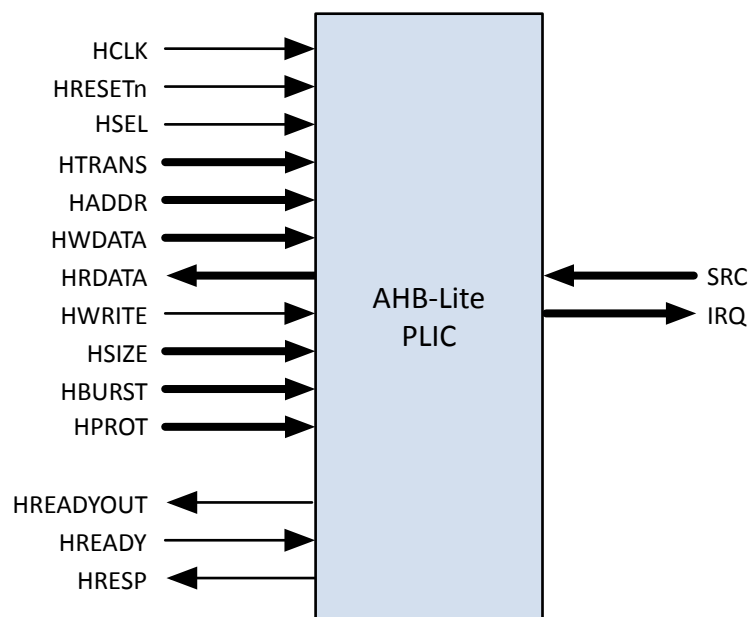 HCLK
HRESETn
HSEL
HTRANS
HADDR
HWDATA
HRDATA
HWRITE
HSIZE
HBURST
HPROT
HREADYOUT
HREADY
HRESP
AHB-Lite
PLIC
SRC
IRQ